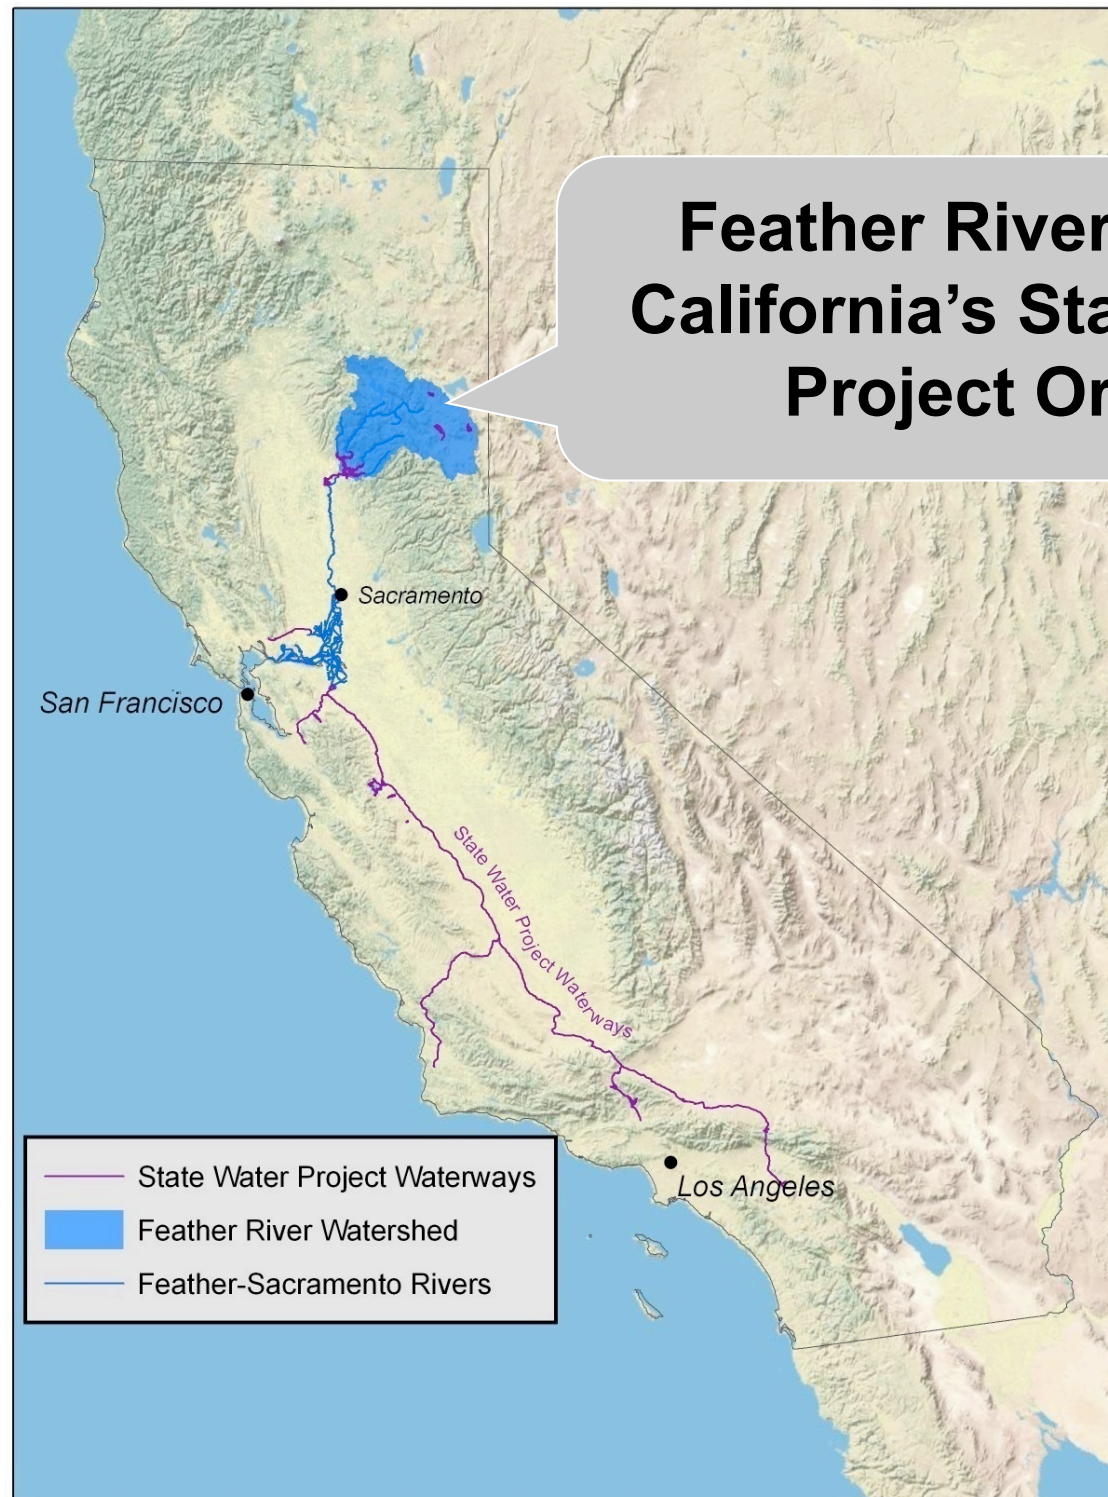 Feather River
California’s Sta
Project Or
Sacramento
San Francisco
State Water Project Waterways
Los Angeles
State Water Project Waterways
Feather River Watershed
Feather-Sacramento Rivers